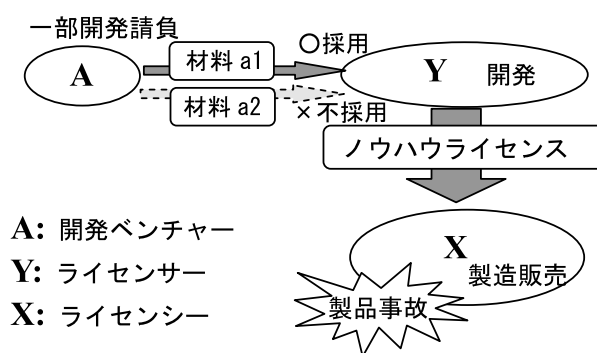 一部開発請負
A
材料 a1
○採用
Y 開発
材料 a2
×不採用
ノウハウライセンス
A: 開発ベンチャー
Y: ライセンサー
X: ライセンシー
X
製造販売
製品事故